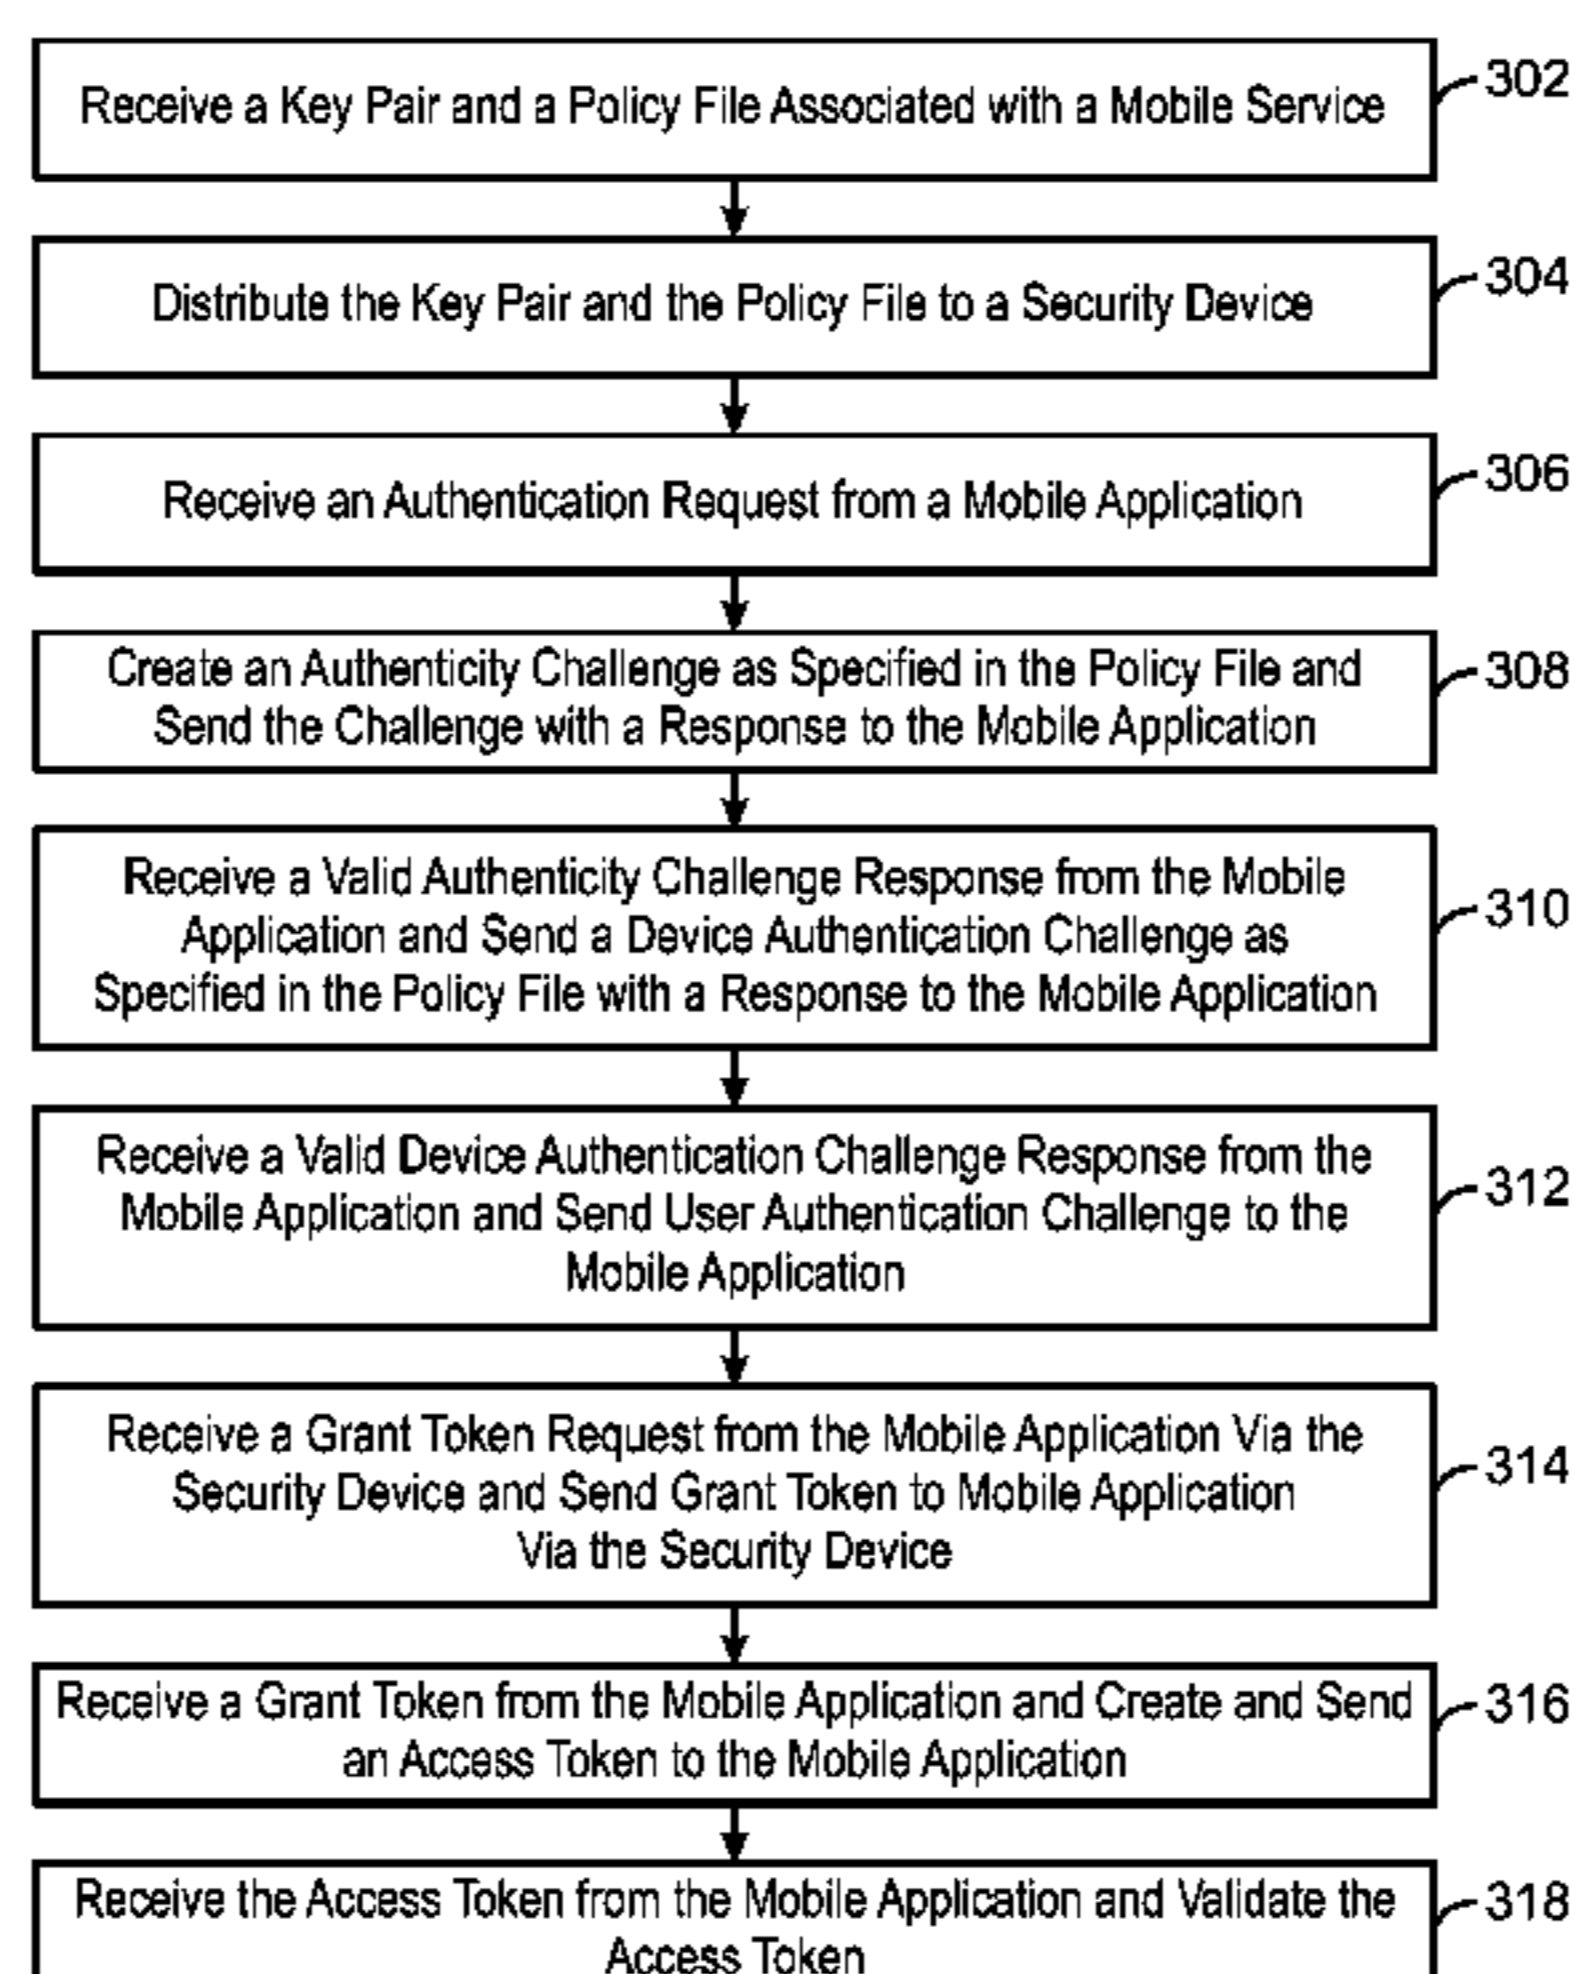 Receive a Key Pair and a Policy File Associated with a Mobile Service
302
Distribute the Key Pair and the Policy File to a Security Device
304
Receive an Authentication Request from a Mobile Application
306
Create an Authenticity Challenge as Specified in the Policy File and
Send the Challenge with a Response to the Mobile Application
308
Receive a Valid Authenticity Challenge Response from the Mobile
Application and Send a Device Authentication Challenge as
Specified in the Policy File with a Response to the Mobile Application
310
Receive a Valid Device Authentication Challenge Response from the
Mobile Application and Send User Authentication Challenge to the
Mobile Application
312
Receive a Grant Token Request from the Mobile Application Via the
Security Device and Send Grant Token to Mobile Application
Via the Security Device
314
Receive a Grant Token from the Mobile Application and Create and Send
an Access Token to the Mobile Application
316
Receive the Access Token from the Mobile Application and Validate the
Access Token
318